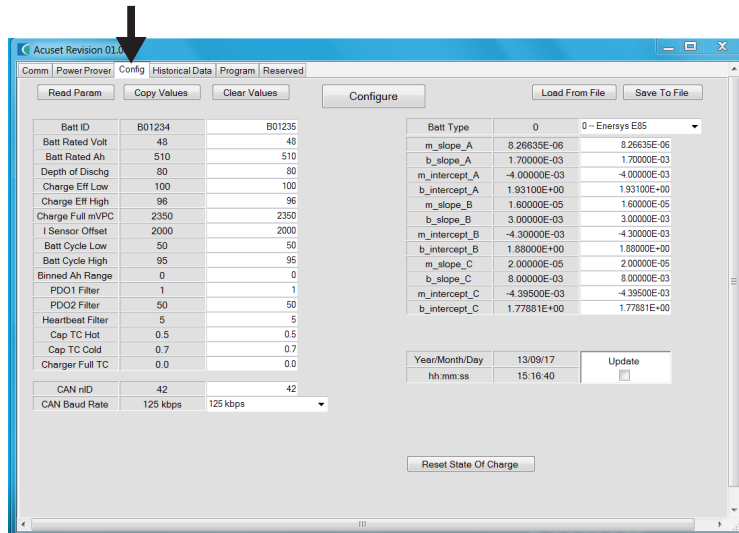 Acuset Revision 01.0
Comm Power Prover Config Historical Data Program Reserved
Read Param Copy Values Clear Values Configure Load From File Save To File
Batt ID B01234 B01235
Batt Rated Volt 48 48
Batt Rated Ah 510 510
Depth of Dischg 80 80
Charge Eff Low 100 100
Charge Eff High 96 96
Charge Full mVPC 2350 2350
I Sensor Offset 2000 2000
Batt Cycle Low 50 50
Batt Cycle High 95 95
Binned Ah Range 0 0
PDO1 Filter 1 1
PDO2 Filter 50 50
Heartbeat Filter 5 5
Cap TC Hot 0.5 0.5
Cap TC Cold 0.7 0.7
Charger Full TC 0.0 0.0
CAN nID 42 42
CAN Baud Rate 125 kbps 125 kbps
Batt Type 0 0 -- Enersys E85
m_slope_A 8.26635E-06 8.26635E-06
b_slope_A 1.70000E-03 1.70000E-03
m_intercept_A -4.00000E-03 -4.00000E-03
b_intercept_A 1.93100E+00 1.93100E+00
m_slope_B 1.60000E-05 1.60000E-05
b_slope_B 3.00000E-03 3.00000E-03
m_intercept_B -4.30000E-03 -4.30000E-03
b_intercept_B 1.88000E+00 1.88000E+00
m_slope_C 2.00000E-05 2.00000E-05
b_slope_C 8.00000E-03 8.00000E-03
m_intercept_C -4.39500E-03 -4.39500E-03
b_intercept_C 1.77881E+00 1.77881E+00
Year/Month/Day 13/09/17 Update
hh:mm:ss 15:16:40
Reset State Of Charge